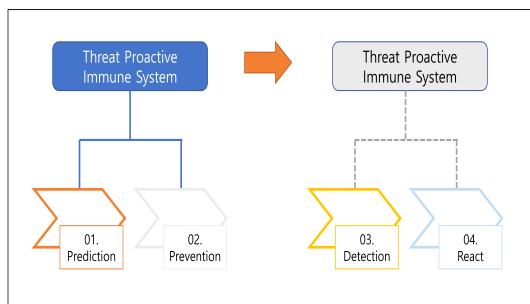 Threat Proactive
Immune System
Threat Proactive
Immune System
01.
Prediction
02.
Prevention
03.
Detection
04.
React